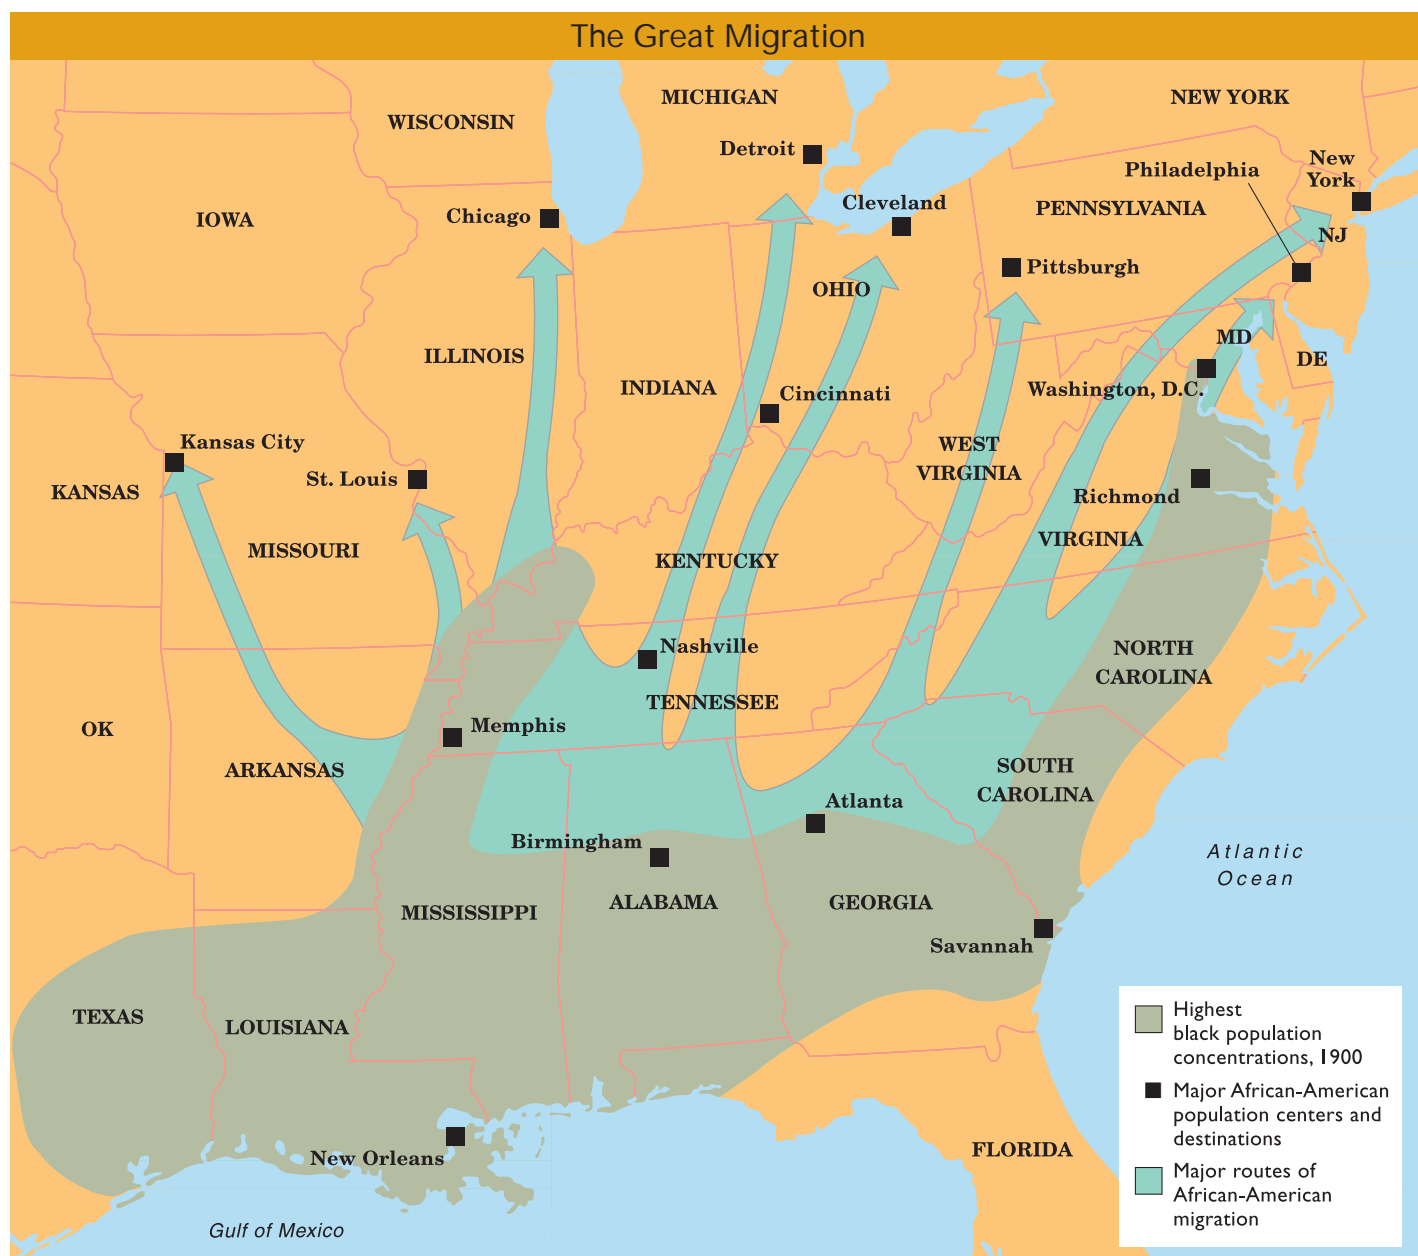 The Great Migration
MICHIGAN
NEW YORK
WISCONSIN
Detroit
New
York
Philadelphia
Cleveland
IOWA
Chicago
PENNSYLVANIA
NJ
Pittsburgh
OHIO
MD
ILLINOIS
DE
INDIANA
Washington, D.C.
Cincinnati
Kansas City
WEST
VIRGINIA
St. Louis
KANSAS
Richmond
MISSOURI
VIRGINIA
KENTUCKY
Nashville
NORTH
CAROLINA
TENNESSEE
OK
Memphis
ARKANSAS
SOUTH
CAROLINA
Atlanta
Birmingham
Atlantic
Ocean
MISSISSIPPI
ALABAMA
GEORGIA
Savannah
TEXAS
LOUISIANA
New Orleans
FLORIDA
Gulf of Mexico
Highest
black population
concentrations, 1900
Major African-American
population centers and
destinations
Major routes of
African-American
migration